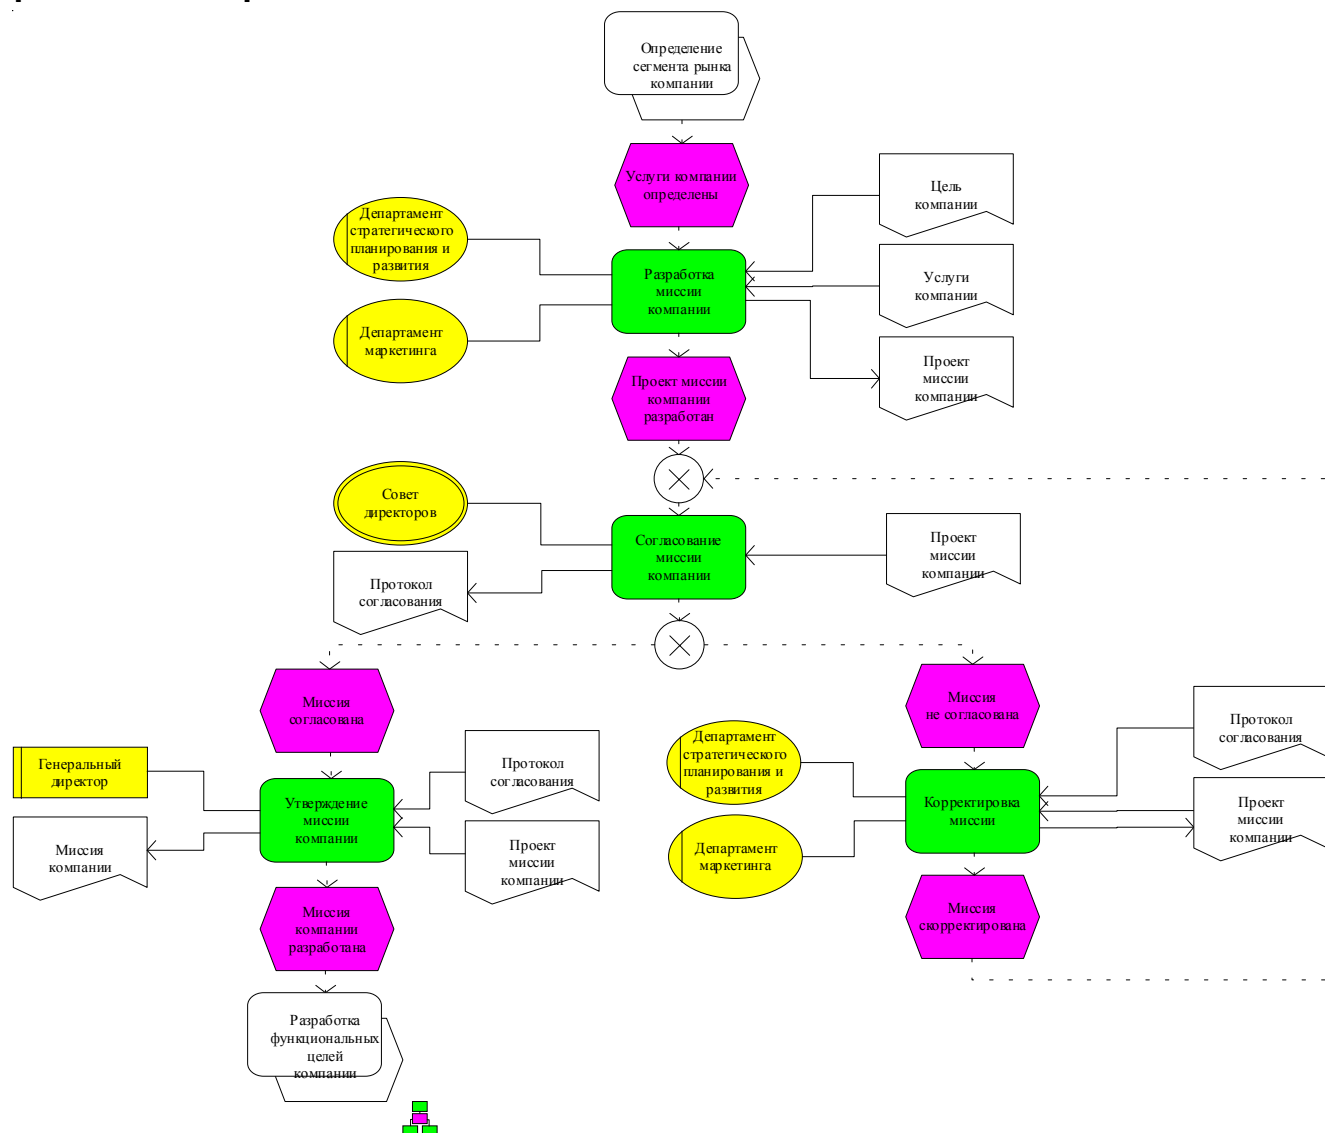 Определение
сегмента рынка
компании
Услуги компании
определены
Цель
компании
Департамент
стратегического
планирования и
развития
Разработка
миссии
компании
Услуги
компании
Департамент
маркетинга
Проект миссии
компании
разработан
Проект
миссии
компании
Совет
директоров
Согласование
миссии
компании
Проект
миссии
компании
Протокол
согласования
Миссия
согласована
Миссия
не согласована
Протокол
согласования
Генеральный
директор
Утверждение
миссии
компании
Протокол
согласования
Департамент
стратегического
планирования и
развития
Корректировка
миссии
Проект
миссии
компании
Миссия
компании
Проект
миссии
компании
Департамент
маркетинга
Миссия
компании
разработана
Миссия
скорректирована
Разработка
функциональных
целей
компании